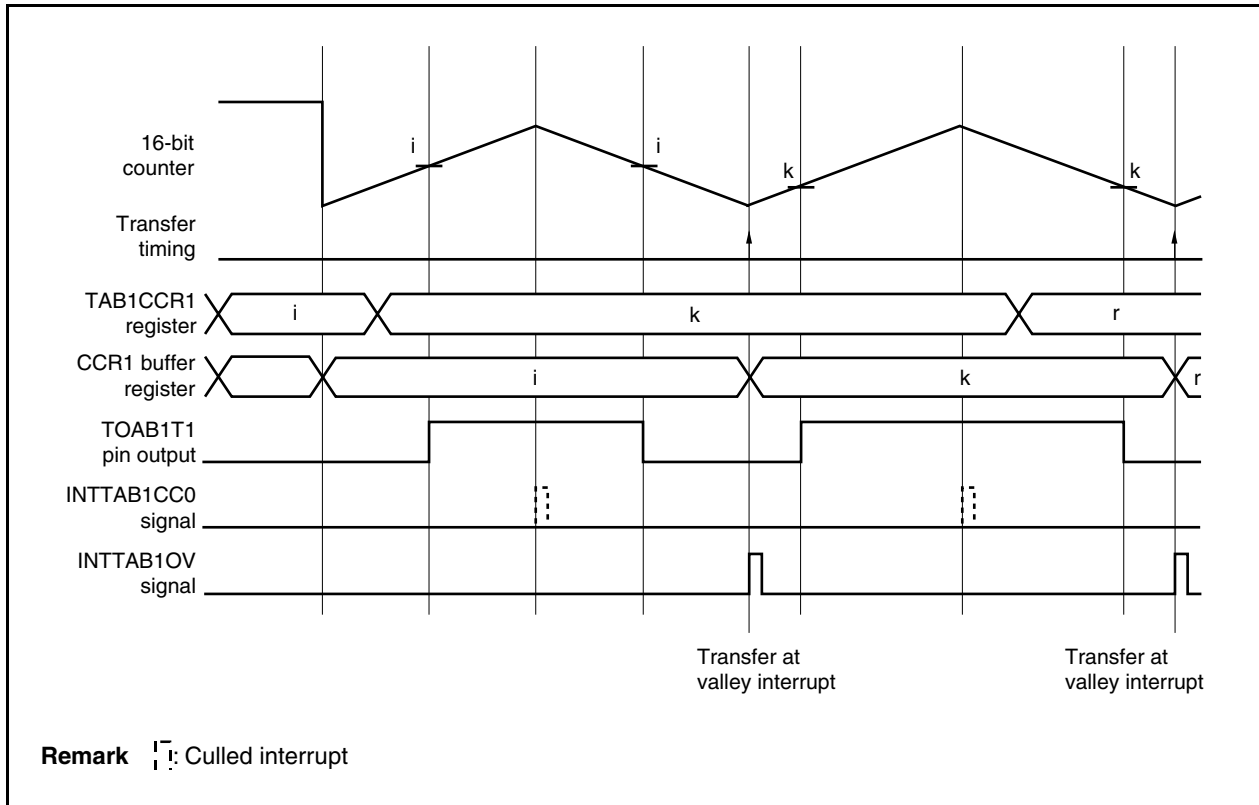 16-bit
counter
i
i
k
k
Transfer
timing
TAB1CCR1
register
i
k
r
CCR1 buffer
register
i
k
r
TOAB1T1
pin output
INTTAB1CC0
signal
INTTAB1OV
signal
Transfer at
valley interrupt
Transfer at
valley interrupt
Remark : Culled interrupt